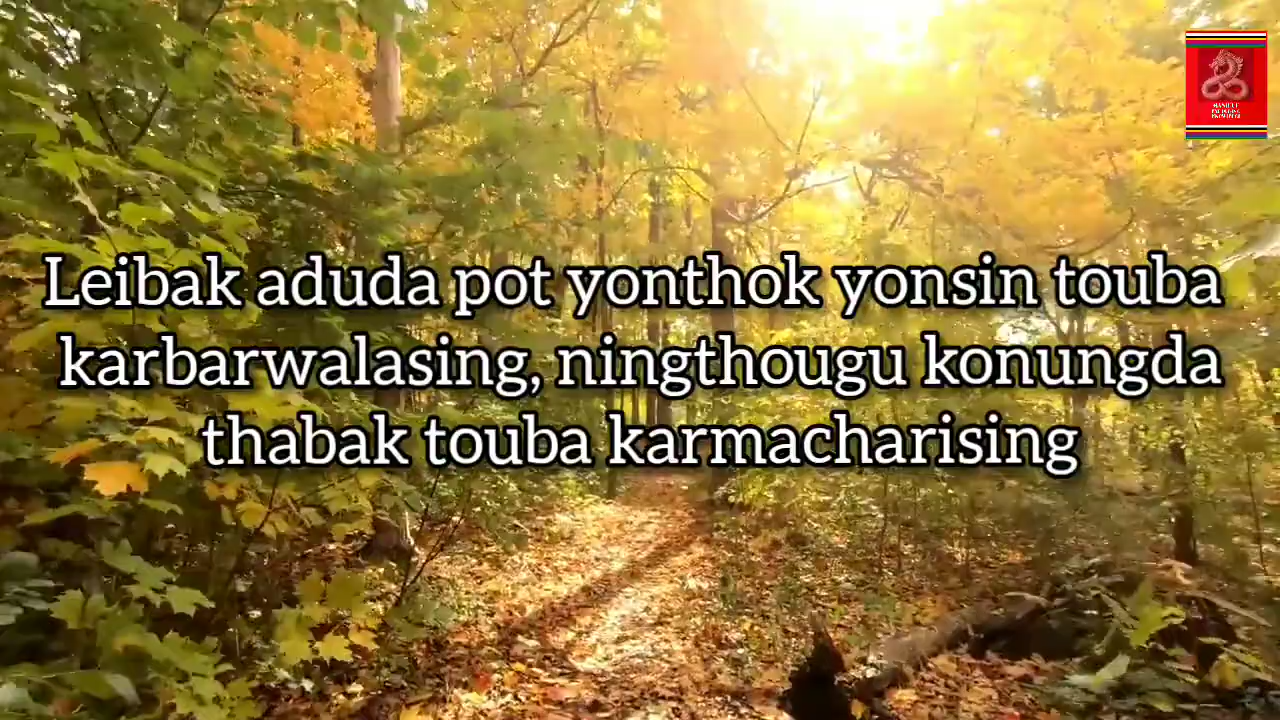 Leibak aduda pot yonthok yonsin touba
karbarwalasing, ningthougu konungda
thabak touba karmacharising